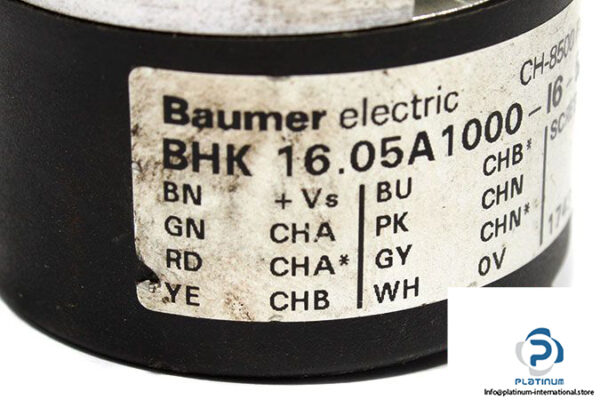 CH-8500
Baumer electric
BHK 16.05A1000-I6-
BN +Vs BU CHB*
GN CHA PK CHN
RD CHA* GY CHN*
YE CHB WH 0V
PLATINUM
Info@platinum-international.store